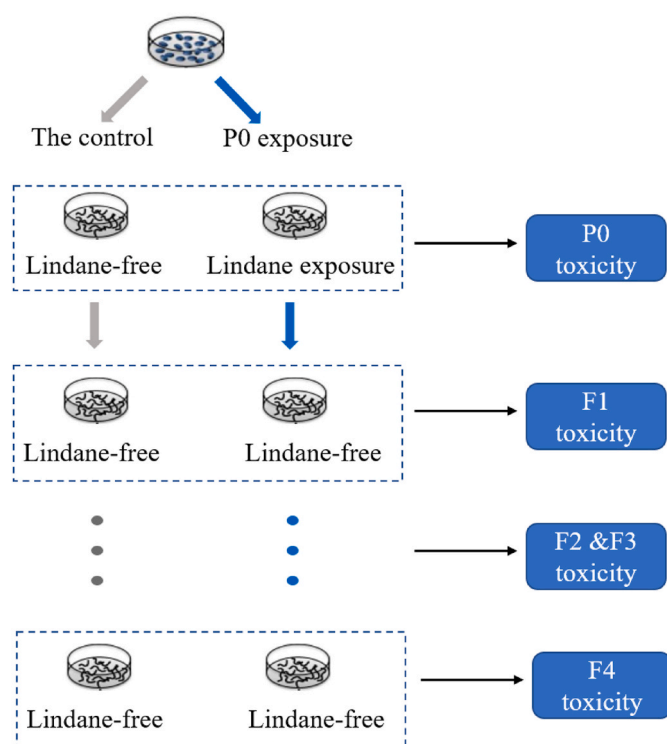 The control
P0 exposure
Lindane-free
Lindane exposure
P0
toxicity
Lindane-free
Lindane-free
F1
toxicity
F2 &F3
toxicity
Lindane-free
Lindane-free
F4
toxicity